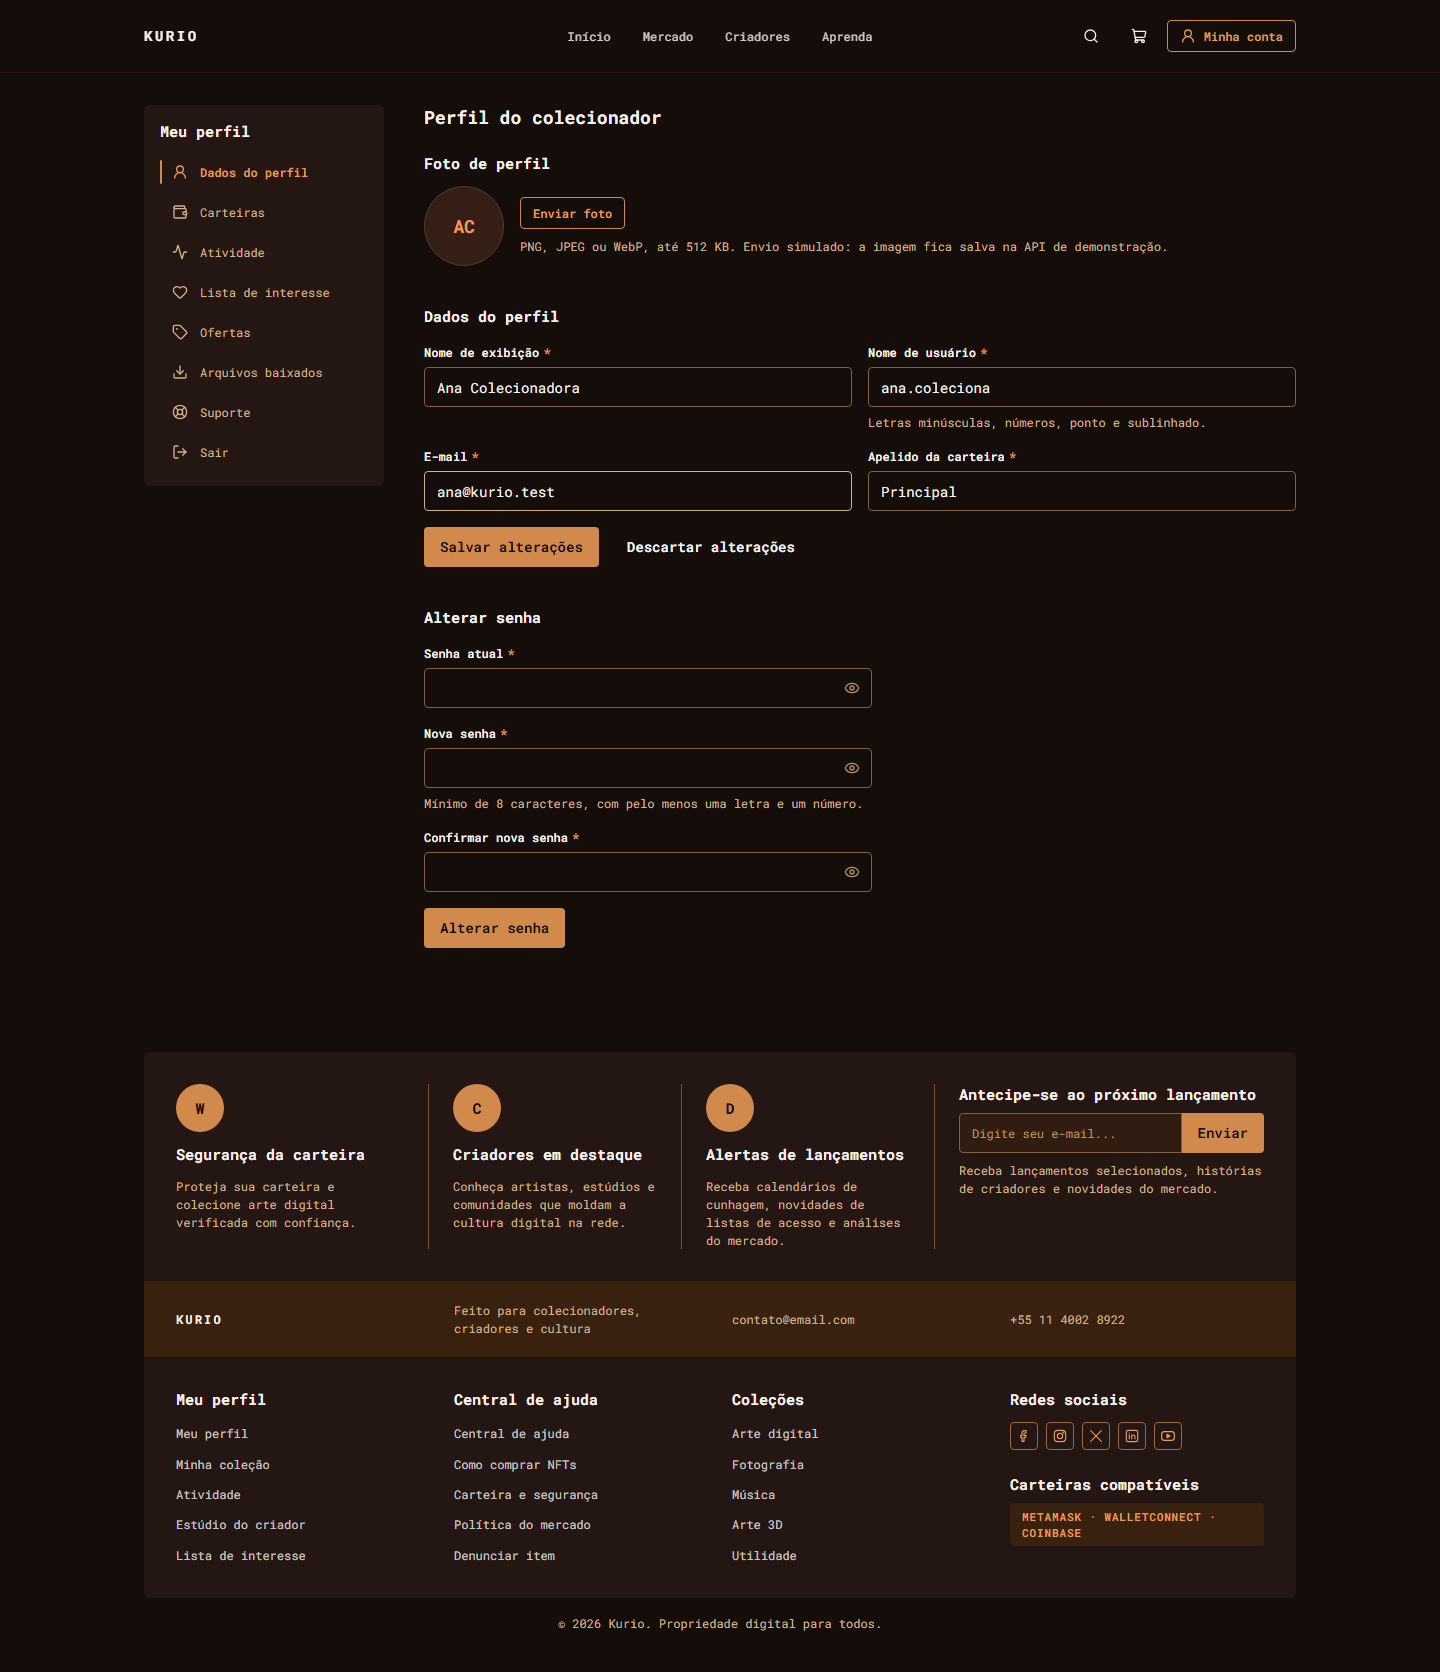 KURIO
Início
Mercado
Criadores
Aprenda
Minha conta
Meu perfil
Dados do perfil
Carteiras
Atividade
Lista de interesse
Ofertas
Arquivos baixados
Suporte
Sair
Perfil do colecionador
Foto de perfil
AC
Enviar foto
PNG, JPEG ou WebP, até 512 KB. Envio simulado: a imagem fica salva na API de demonstração.
Dados do perfil
Nome de exibição *
Ana Colecionadora
Nome de usuário *
ana.coleciona
Letras minúsculas, números, ponto e sublinhado.
E-mail *
ana@kurio.test
Apelido da carteira *
Principal
Salvar alterações
Descartar alterações
Alterar senha
Senha atual *
Nova senha *
Mínimo de 8 caracteres, com pelo menos uma letra e um número.
Confirmar nova senha *
Alterar senha
W
Segurança da carteira
Proteja sua carteira e
colecione arte digital
verificada com confiança.
C
Criadores em destaque
Conheça artistas, estúdios e
comunidades que moldam a
cultura digital na rede.
D
Alertas de lançamentos
Receba calendários de
cunhagem, novidades de
listas de acesso e análises
do mercado.
Antecipe-se ao próximo lançamento
Digite seu e-mail...
Enviar
Receba lançamentos selecionados, histórias
de criadores e novidades do mercado.
KURIO
Feito para colecionadores,
criadores e cultura
contato@email.com
+55 11 4002 8922
Meu perfil
Meu perfil
Minha coleção
Atividade
Estúdio do criador
Lista de interesse
Central de ajuda
Central de ajuda
Como comprar NFTs
Carteira e segurança
Política do mercado
Denunciar item
Coleções
Arte digital
Fotografia
Música
Arte 3D
Utilidade
Redes sociais
Carteiras compatíveis
METAMASK · WALLETCONNECT ·
COINBASE
© 2026 Kurio. Propriedade digital para todos.